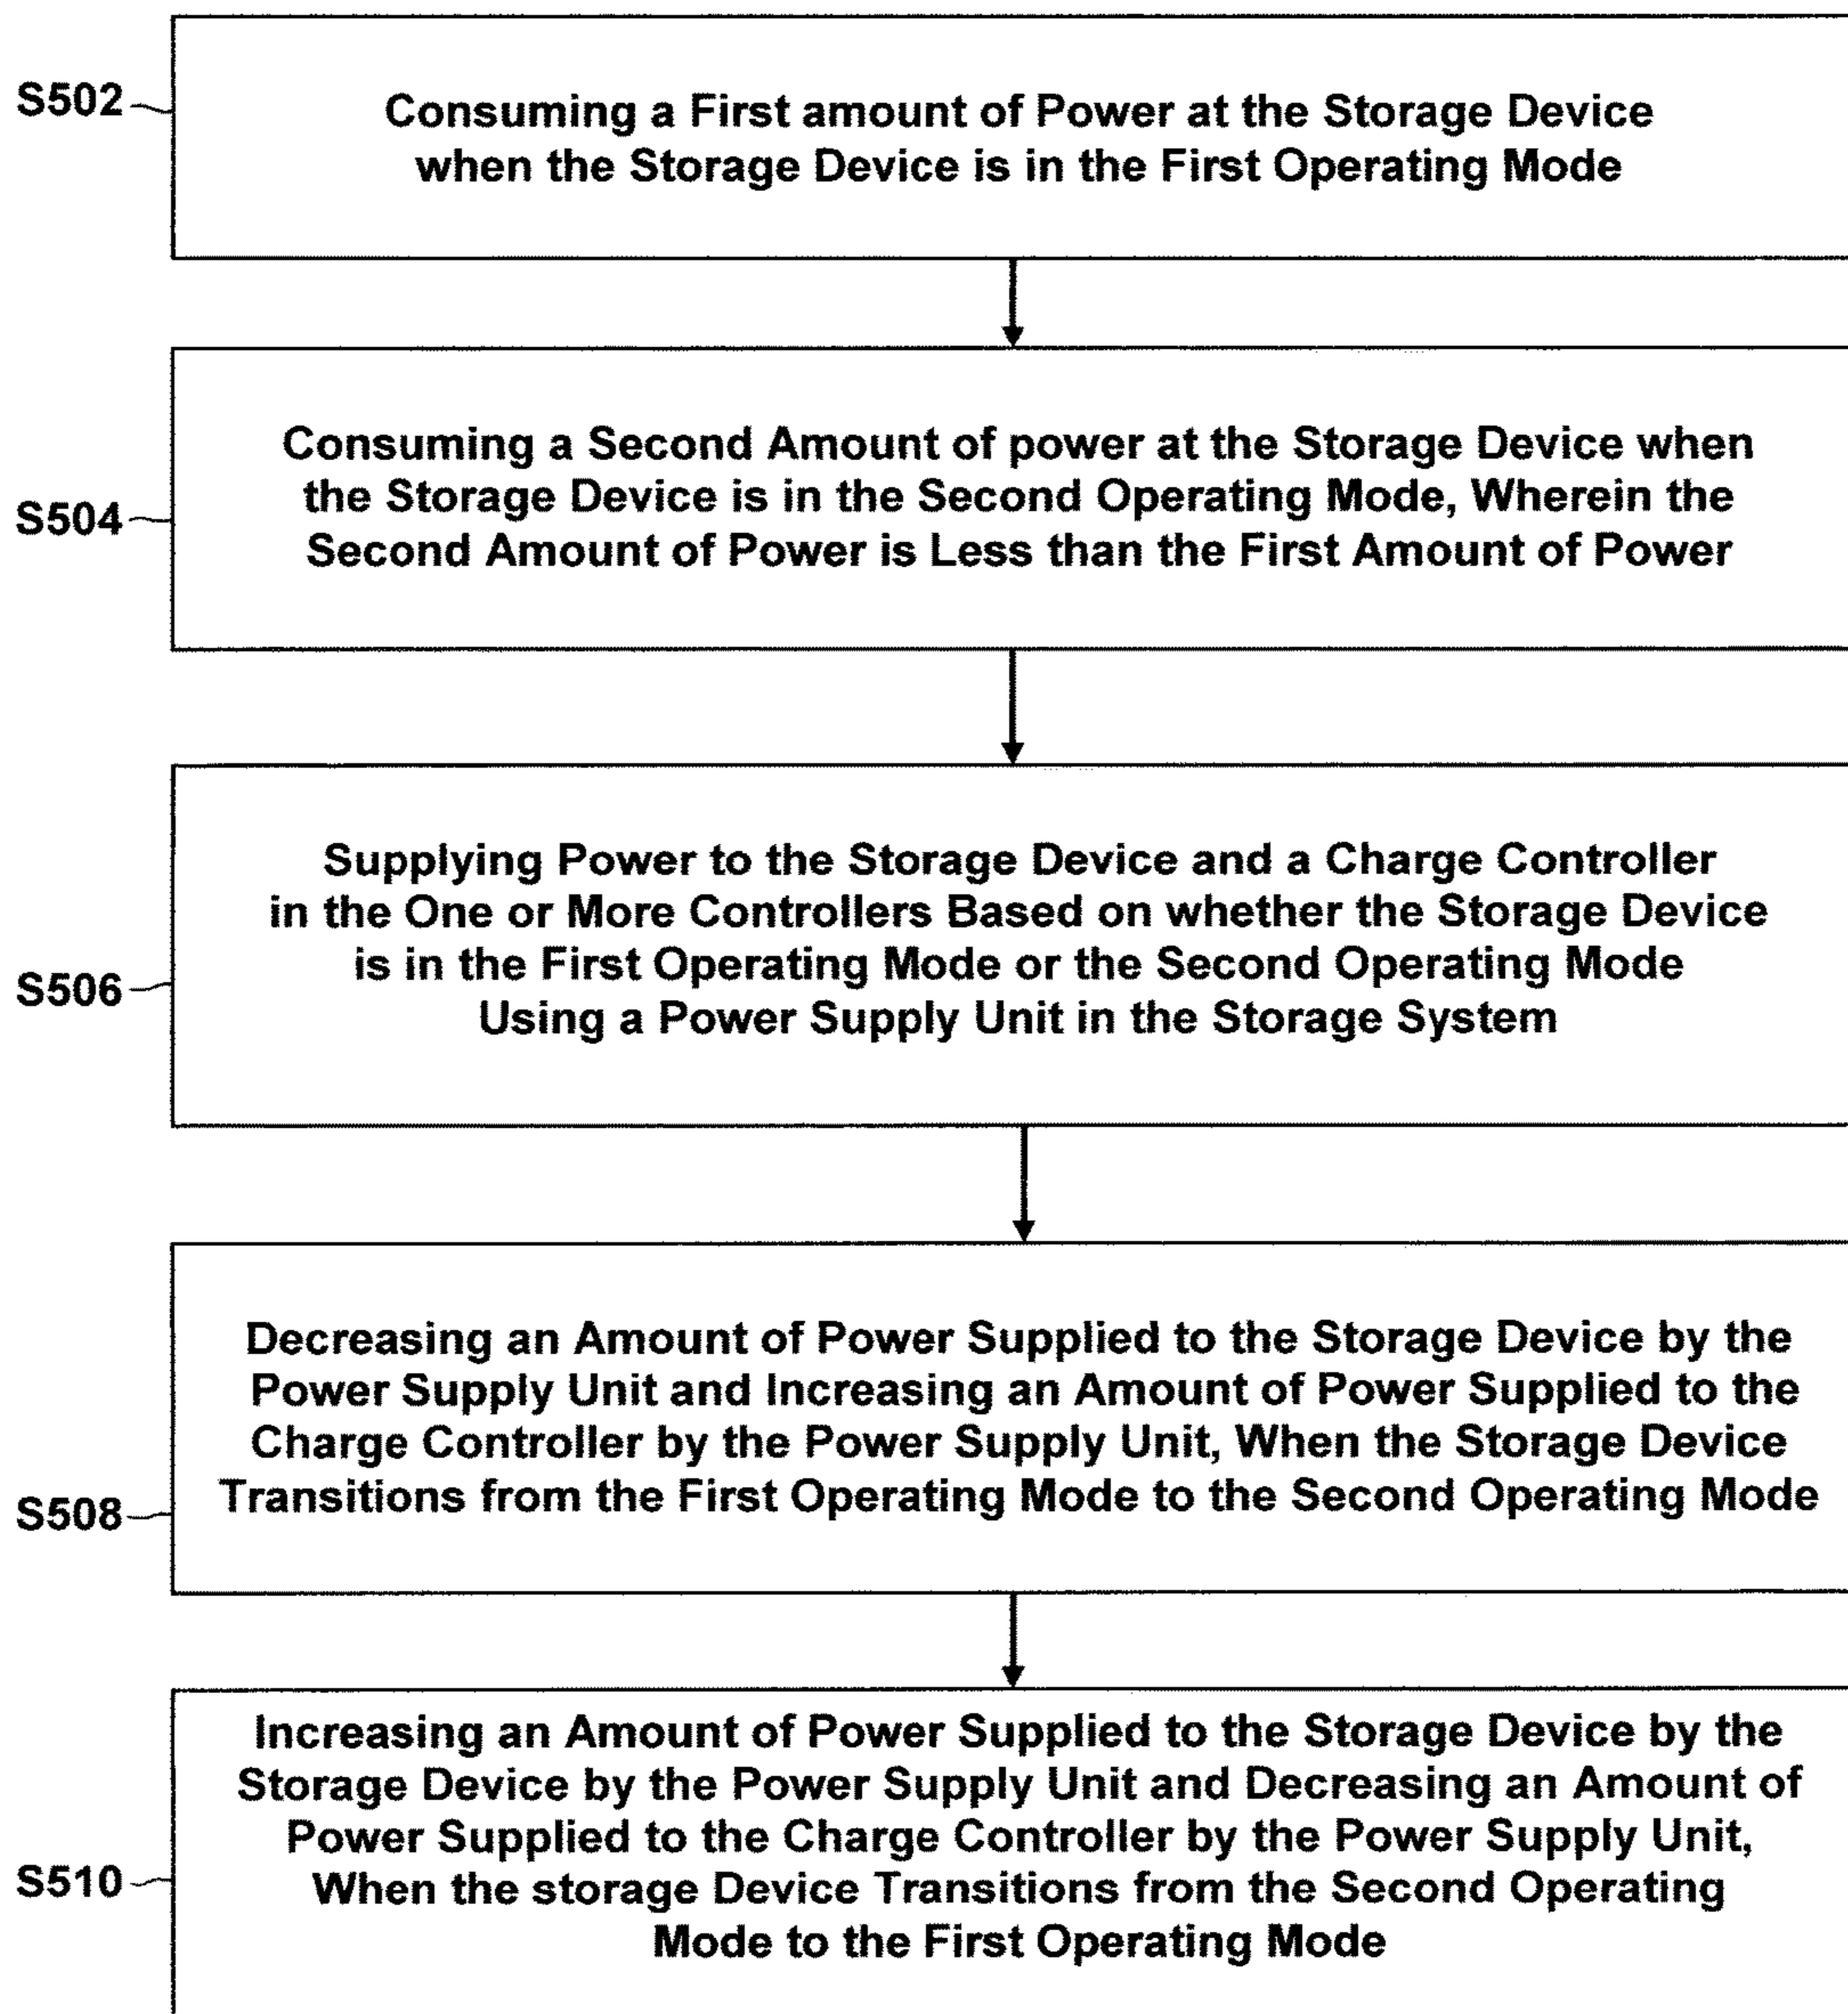 S502
Consuming a First amount of Power at the Storage Device
when the Storage Device is in the First Operating Mode
S504
Consuming a Second Amount of power at the Storage Device when
the Storage Device is in the Second Operating Mode, Wherein the
Second Amount of Power is Less than the First Amount of Power
S506
Supplying Power to the Storage Device and a Charge Controller
in the One or More Controllers Based on whether the Storage Device
is in the First Operating Mode or the Second Operating Mode
Using a Power Supply Unit in the Storage System
S508
Decreasing an Amount of Power Supplied to the Storage Device by the
Power Supply Unit and Increasing an Amount of Power Supplied to the
Charge Controller by the Power Supply Unit, When the Storage Device
Transitions from the First Operating Mode to the Second Operating Mode
S510
Increasing an Amount of Power Supplied to the Storage Device by the
Storage Device by the Power Supply Unit and Decreasing an Amount of
Power Supplied to the Charge Controller by the Power Supply Unit,
When the storage Device Transitions from the Second Operating
Mode to the First Operating Mode